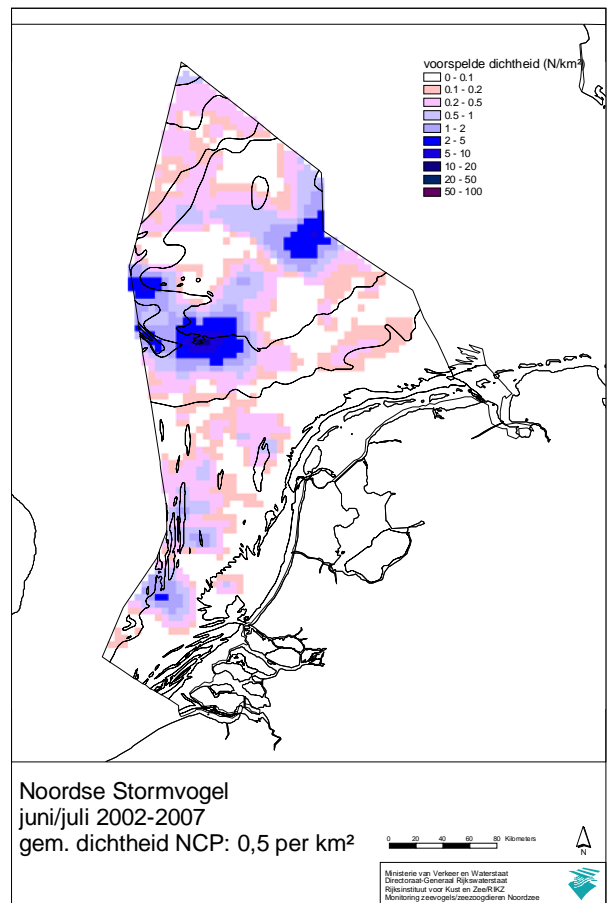 voorspelde dichtheid (N/km²)
0 - 0.1
0.1 - 0.2
0.2 - 0.5
0.5 - 1
1 - 2
2 - 5
5 - 10
10 - 20
20 - 50
50 - 100
Noordse Stormvogel
juni/juli 2002-2007
gem. dichtheid NCP: 0,5 per km²
0 20 40 60 80 Kilometers
N
Ministerie van Verkeer en Waterstaat
Directoraat-Generaal Rijkswaterstaat
Rijksinstituut voor Kust en Zee/RIKZ
Monitoring zeevogels/zeezoogdieren Noordzee